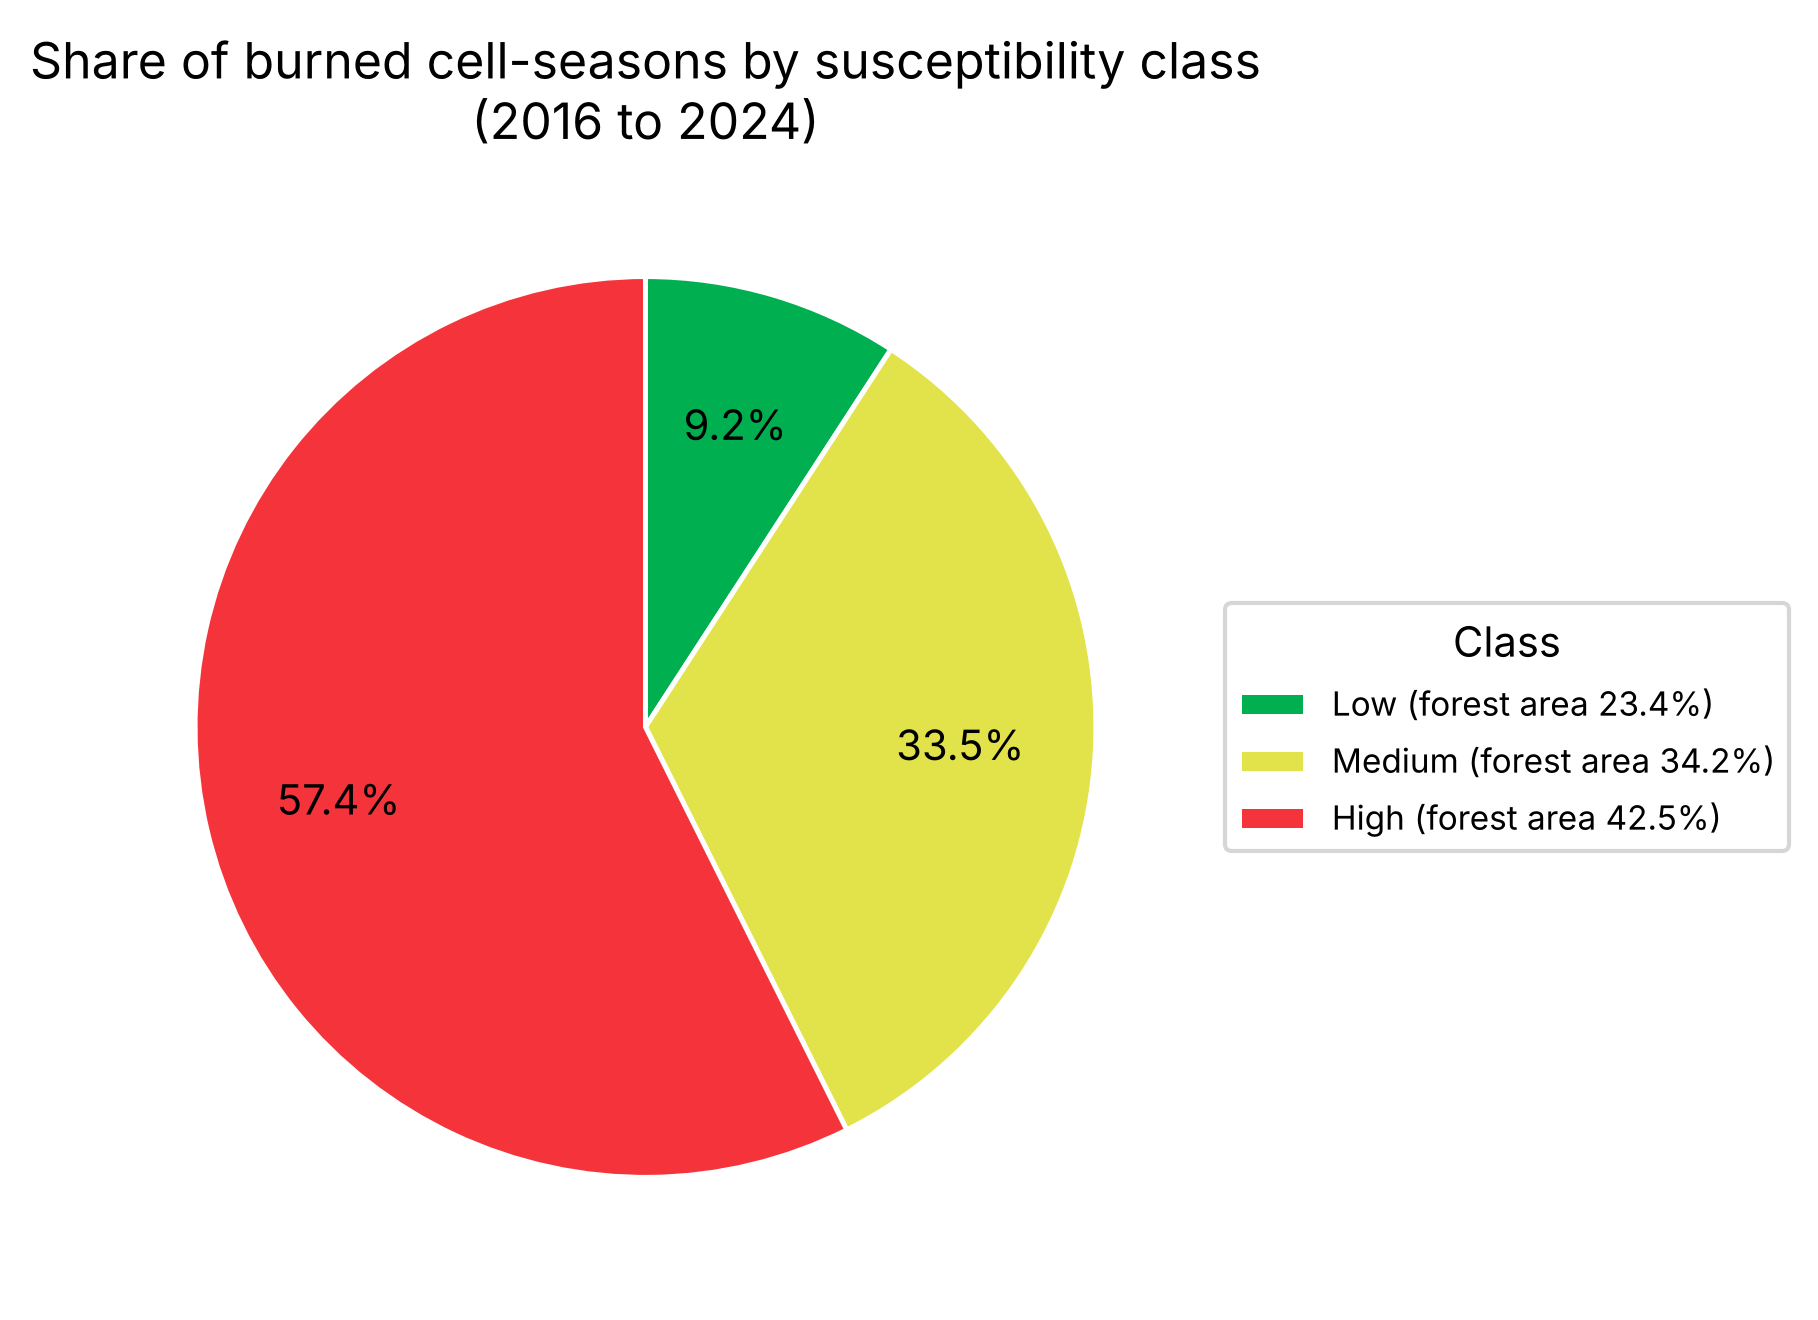 Share of burned cell-seasons by susceptibility class
(2016 to 2024)
9.2%
33.5%
57.4%
Class
Low (forest area 23.4%)
Medium (forest area 34.2%)
High (forest area 42.5%)